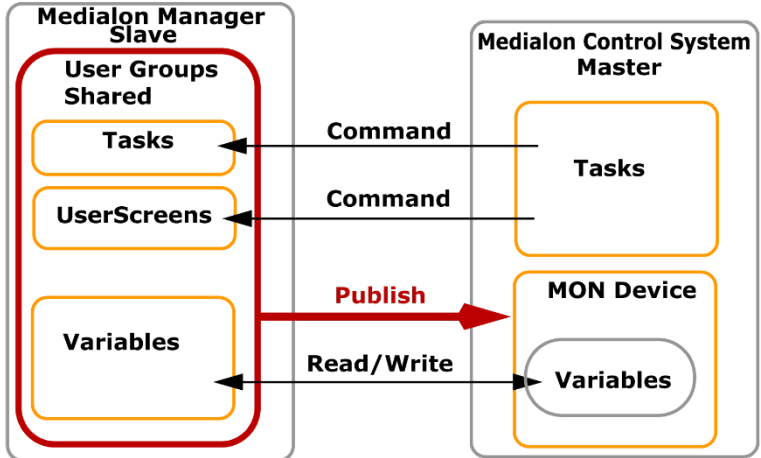 Medialon Manager
Slave
User Groups
Shared
Tasks
UserScreens
Variables
Command
Command
Publish
Read/Write
Medialon Control System
Master
Tasks
MON Device
Variables